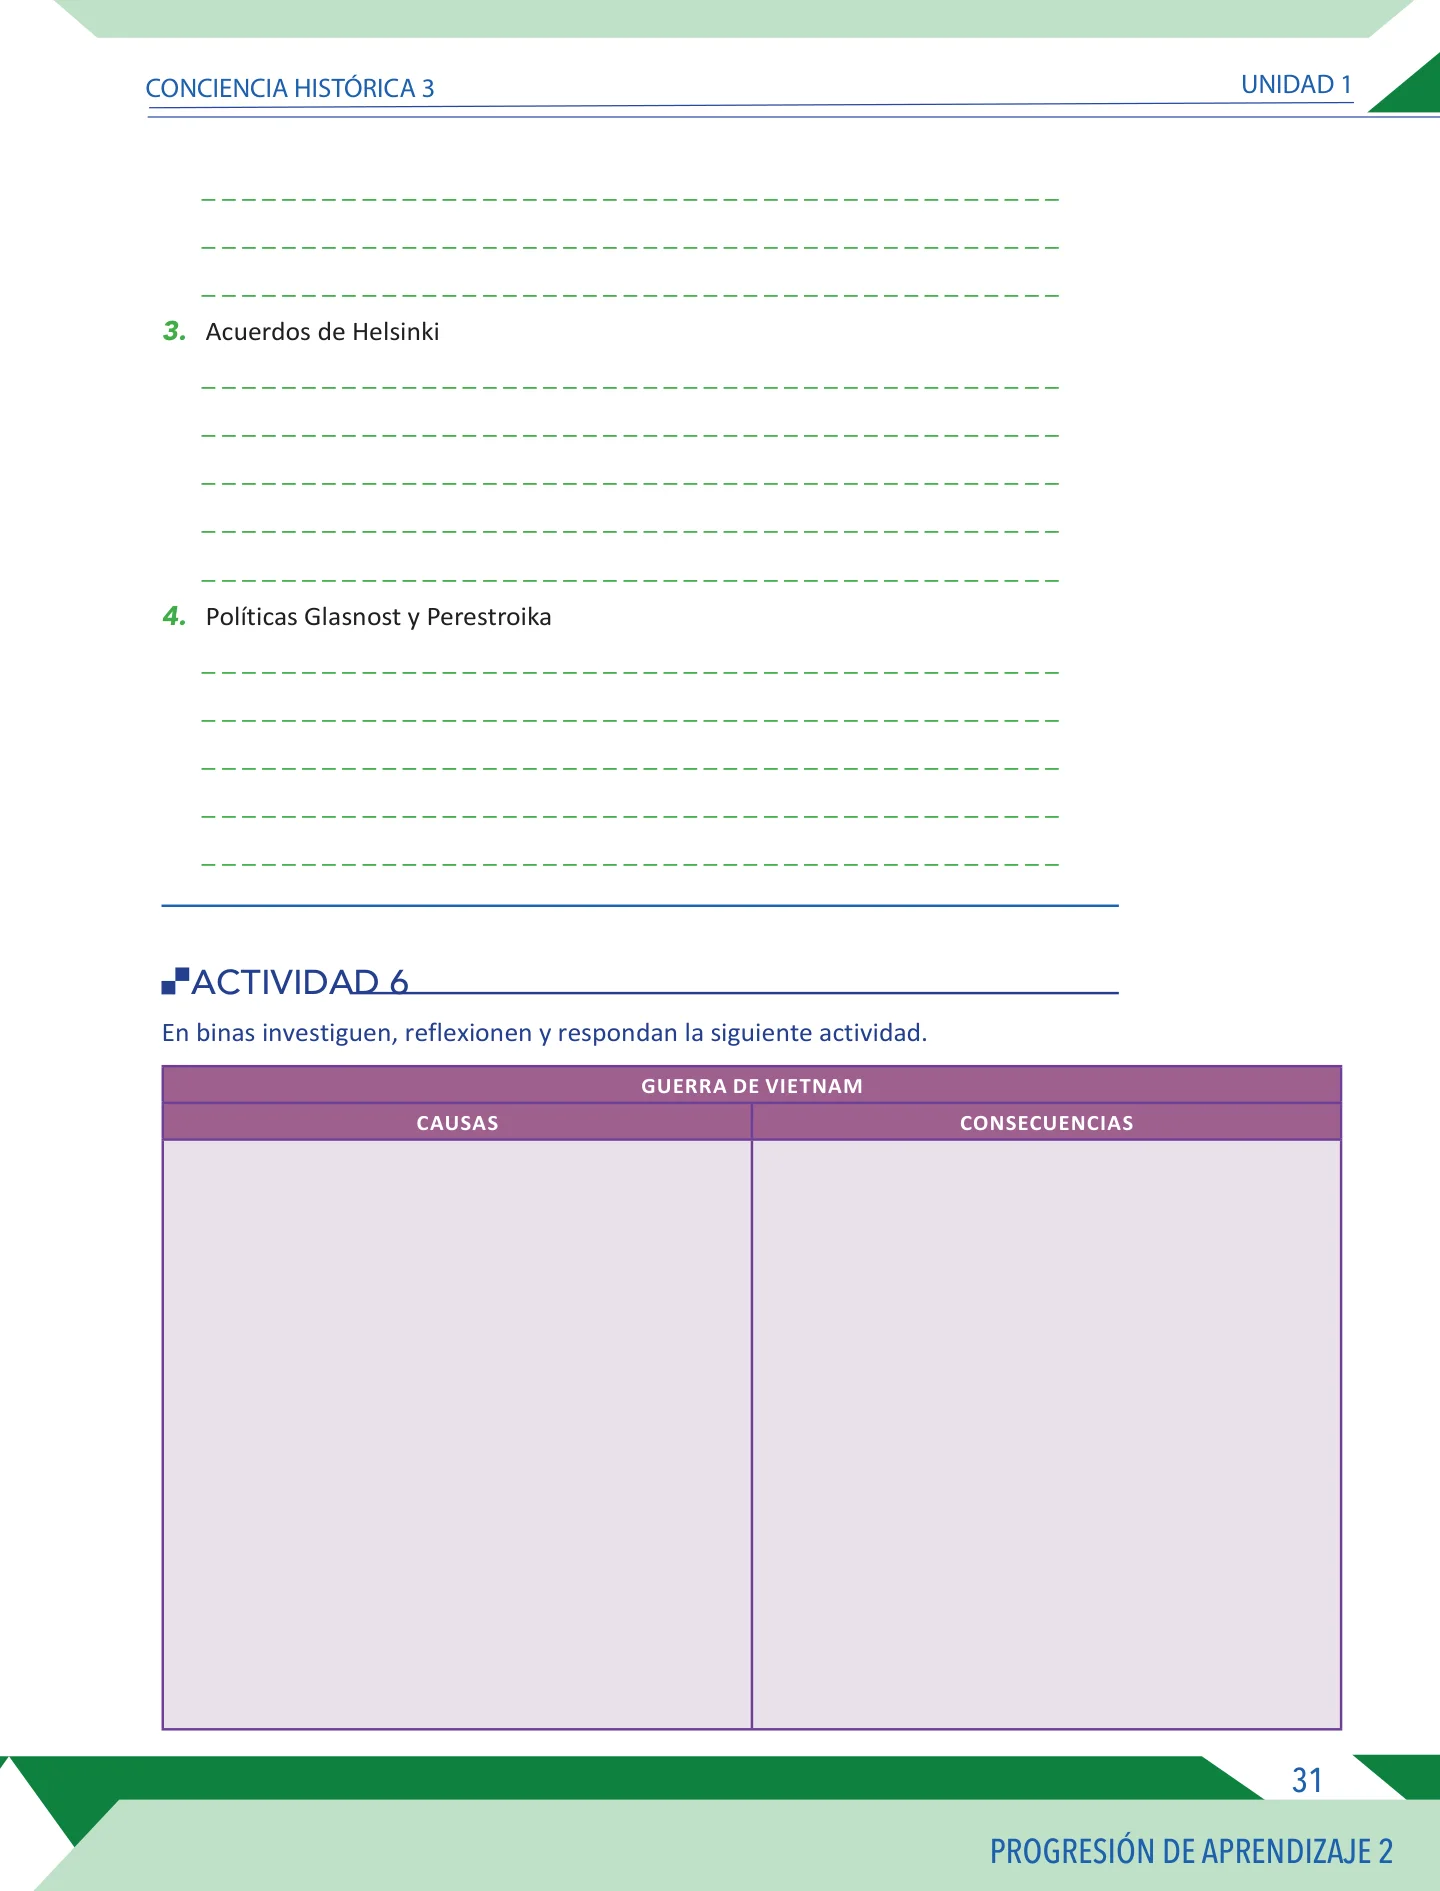 CONCIENCIA HISTÓRICA 3
UNIDAD 1
3. Acuerdos de Helsinki
4. Políticas Glasnost y Perestroika
ACTIVIDAD 6
En binas investiguen, reflexionen y respondan la siguiente actividad.
GUERRA DE VIETNAM
CAUSAS
CONSECUENCIAS
31
PROGRESIÓN DE APRENDIZAJE 2